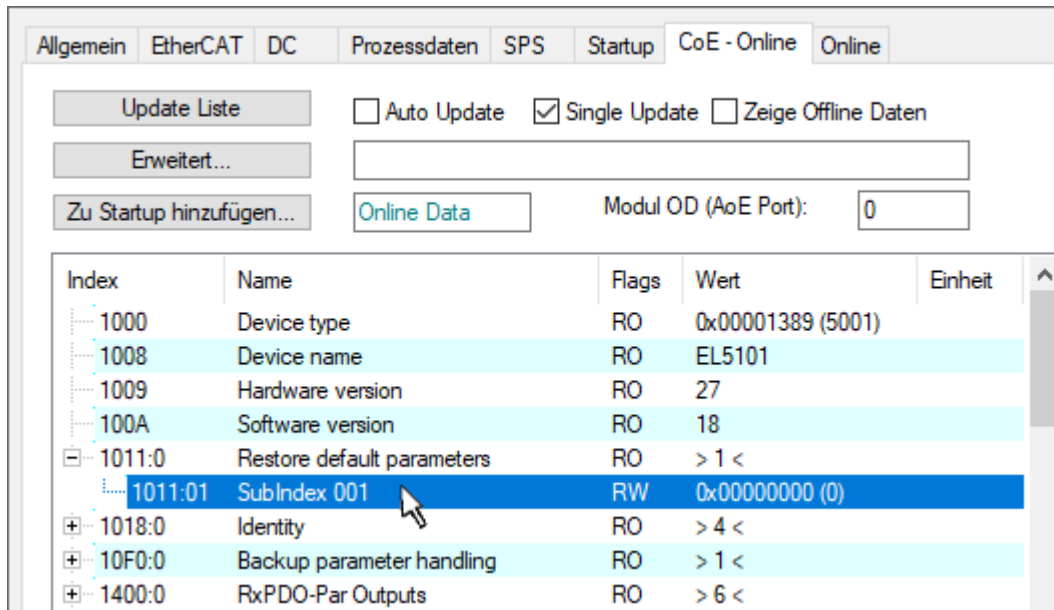 Allgemein EtherCAT DC Prozessdaten SPS Startup CoE - Online Online
Update Liste Auto Update Single Update Zeige Offline Daten
Erweitert...
Zu Startup hinzufügen... Online Data Modul OD (AoE Port): 0
Index Name Flags Wert Einheit
1000 Device type RO 0x00001389 (5001)
1008 Device name RO EL5101
1009 Hardware version RO 27
100A Software version RO 18
1011:0 Restore default parameters RO > 1 <
1011:01 SubIndex 001 RW 0x00000000 (0)
1018:0 Identity RO > 4 <
10F0:0 Backup parameter handling RO > 1 <
1400:0 RxPDO-Par Outputs RO > 6 <